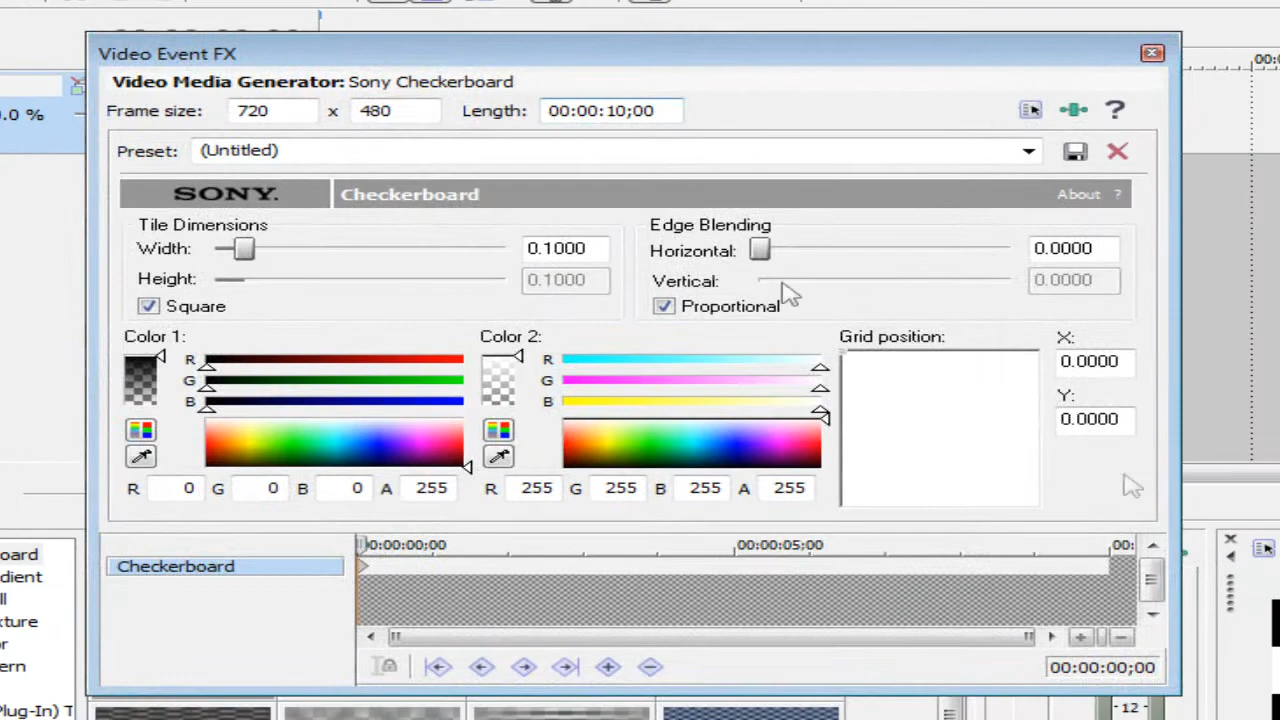 Video Event FX
Video Media Generator: Sony Checkerboard
Frame size: 720 x 480 Length: 00:00:10;00
Preset: (Untitled)
SONY. Checkerboard About ?
Tile Dimensions
Width: 0.1000
Height: 0.1000
Square
Edge Blending
Horizontal: 0.0000
Vertical: 0.0000
Proportional
Color 1:
R
G
B
R 0 G 0 B 0 A 255
Color 2:
R
G
B
R 255 G 255 B 255 A 255
Grid position:
X:
0.0000
Y:
0.0000
00:00:00;00 00:00:05;00 00:
Checkerboard
00:00:00;00
.0 %
00:0
oard
dient
ll
xture
or
ern
Plug-In) T
-12-